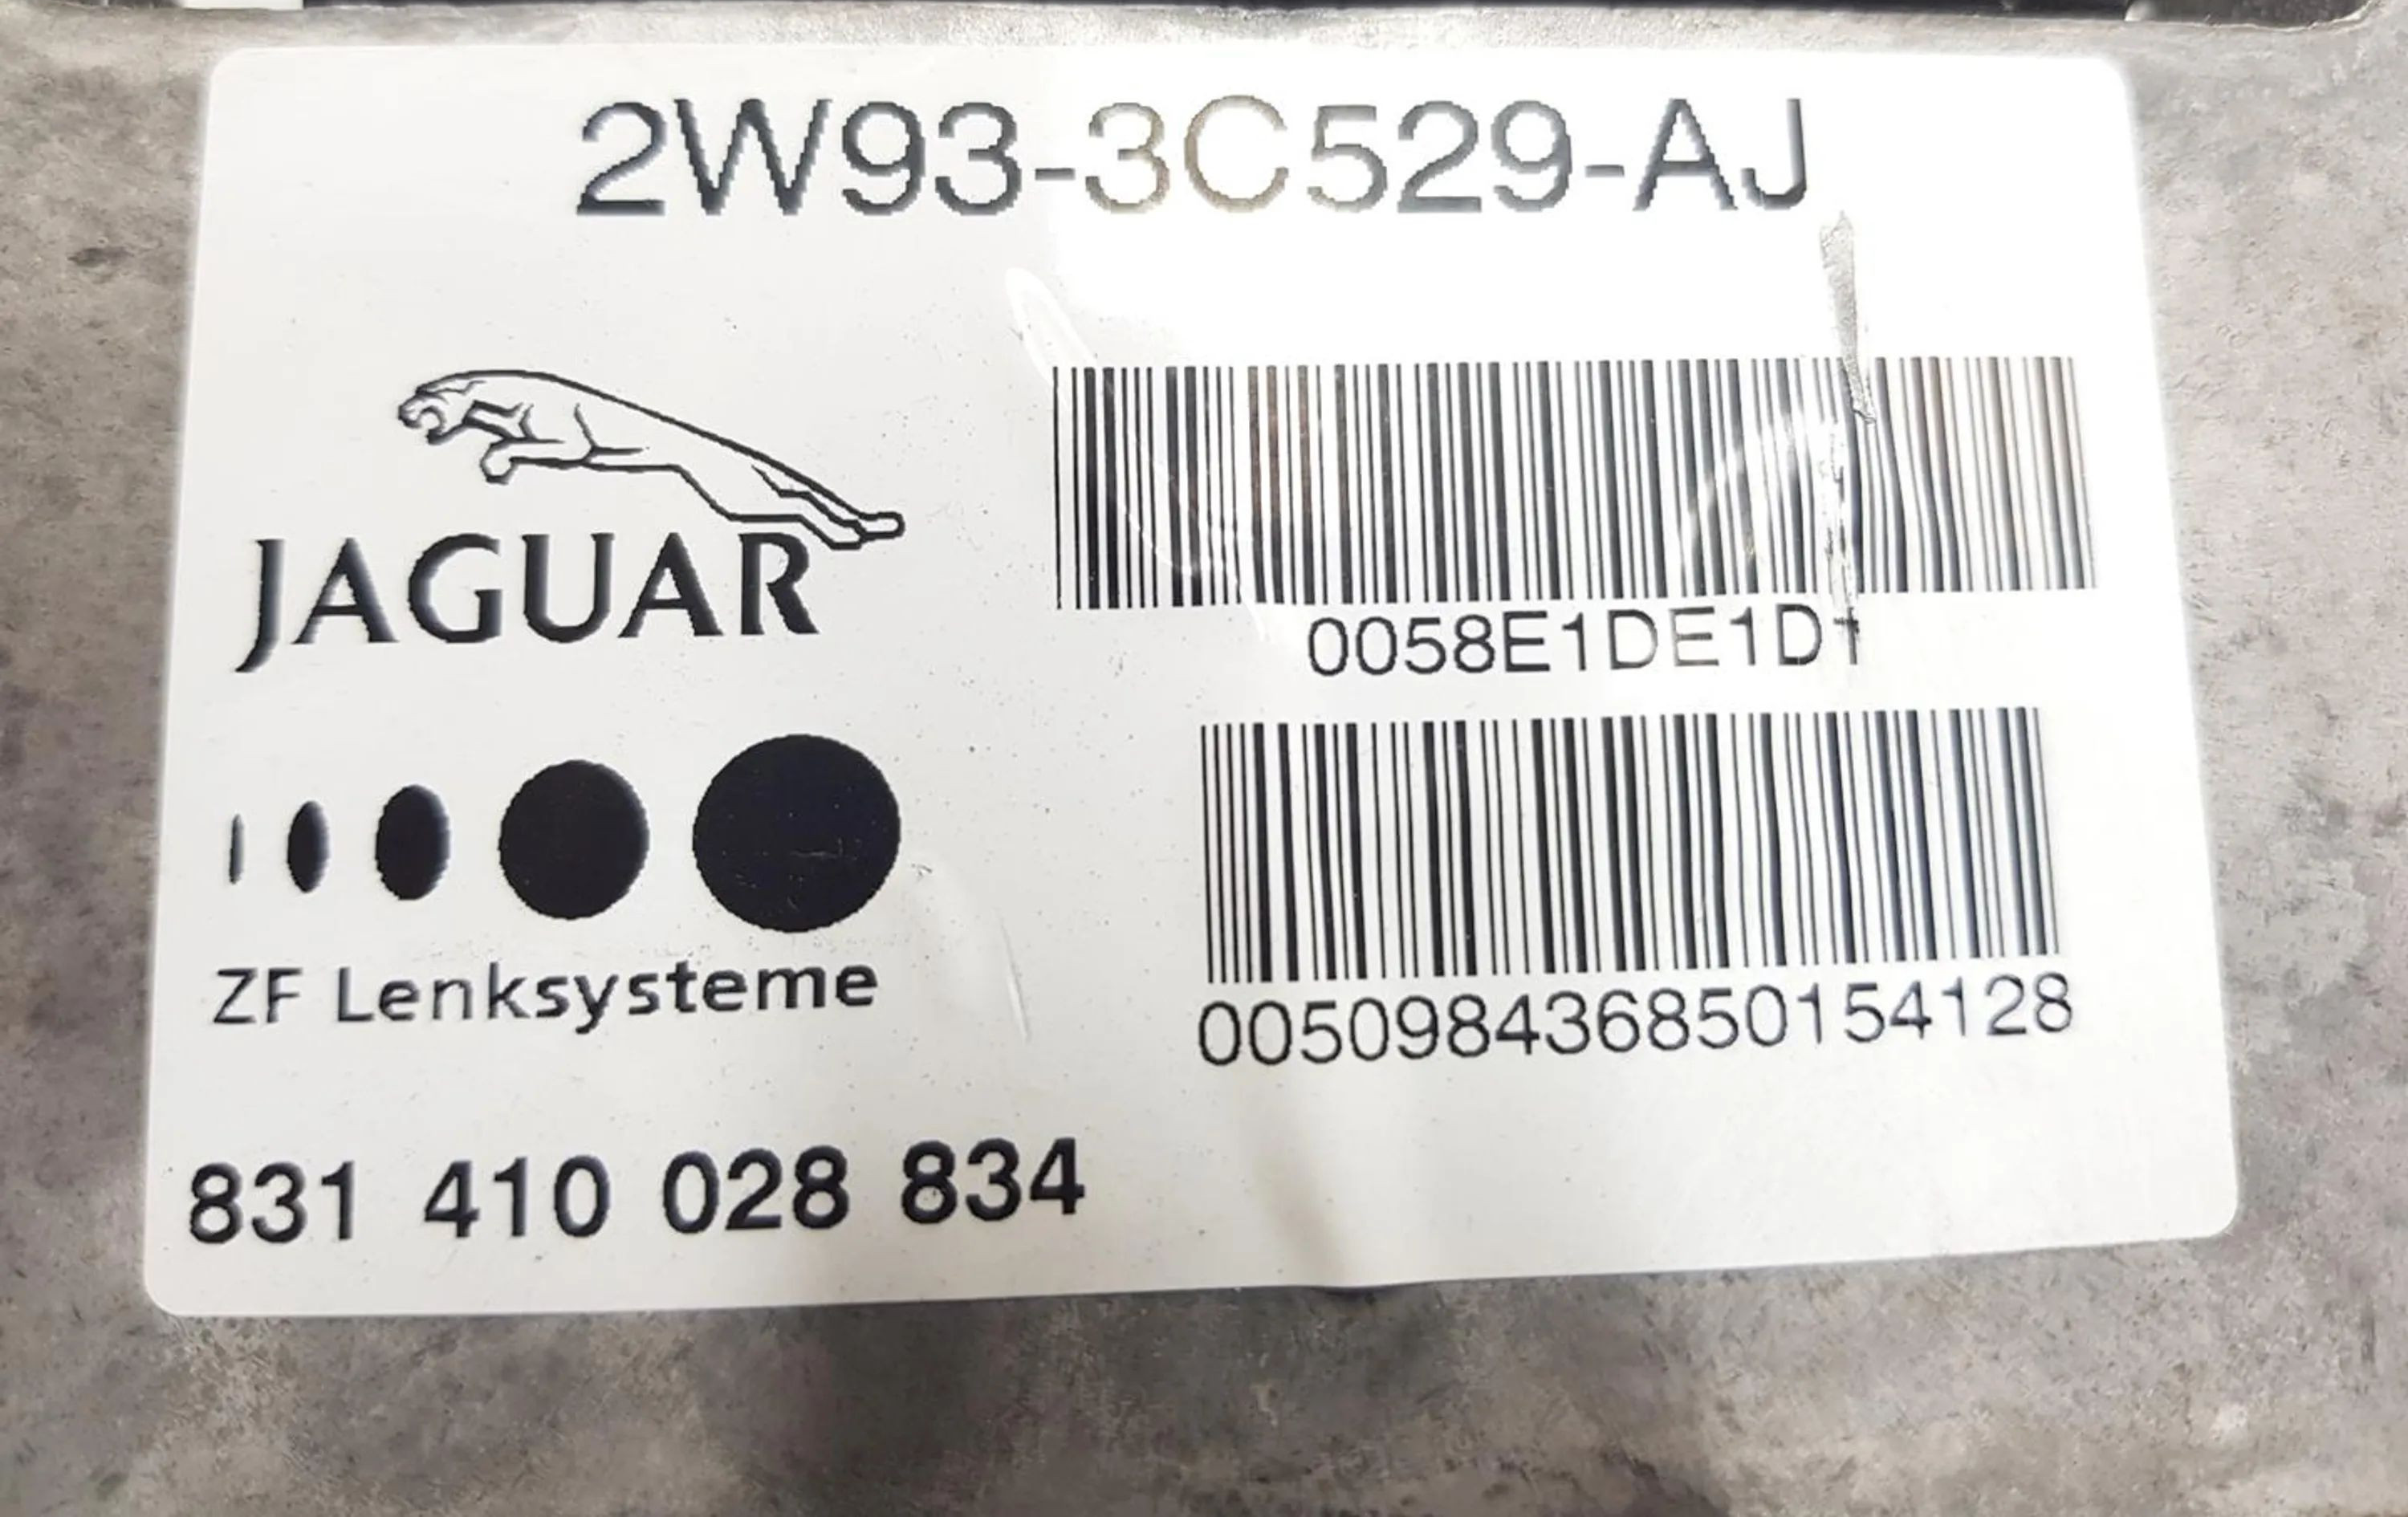 2W93-3C529-AJ
JAGUAR
0058E1DE1D1
ZF Lenksysteme
005098436850154128
831 410 028 834